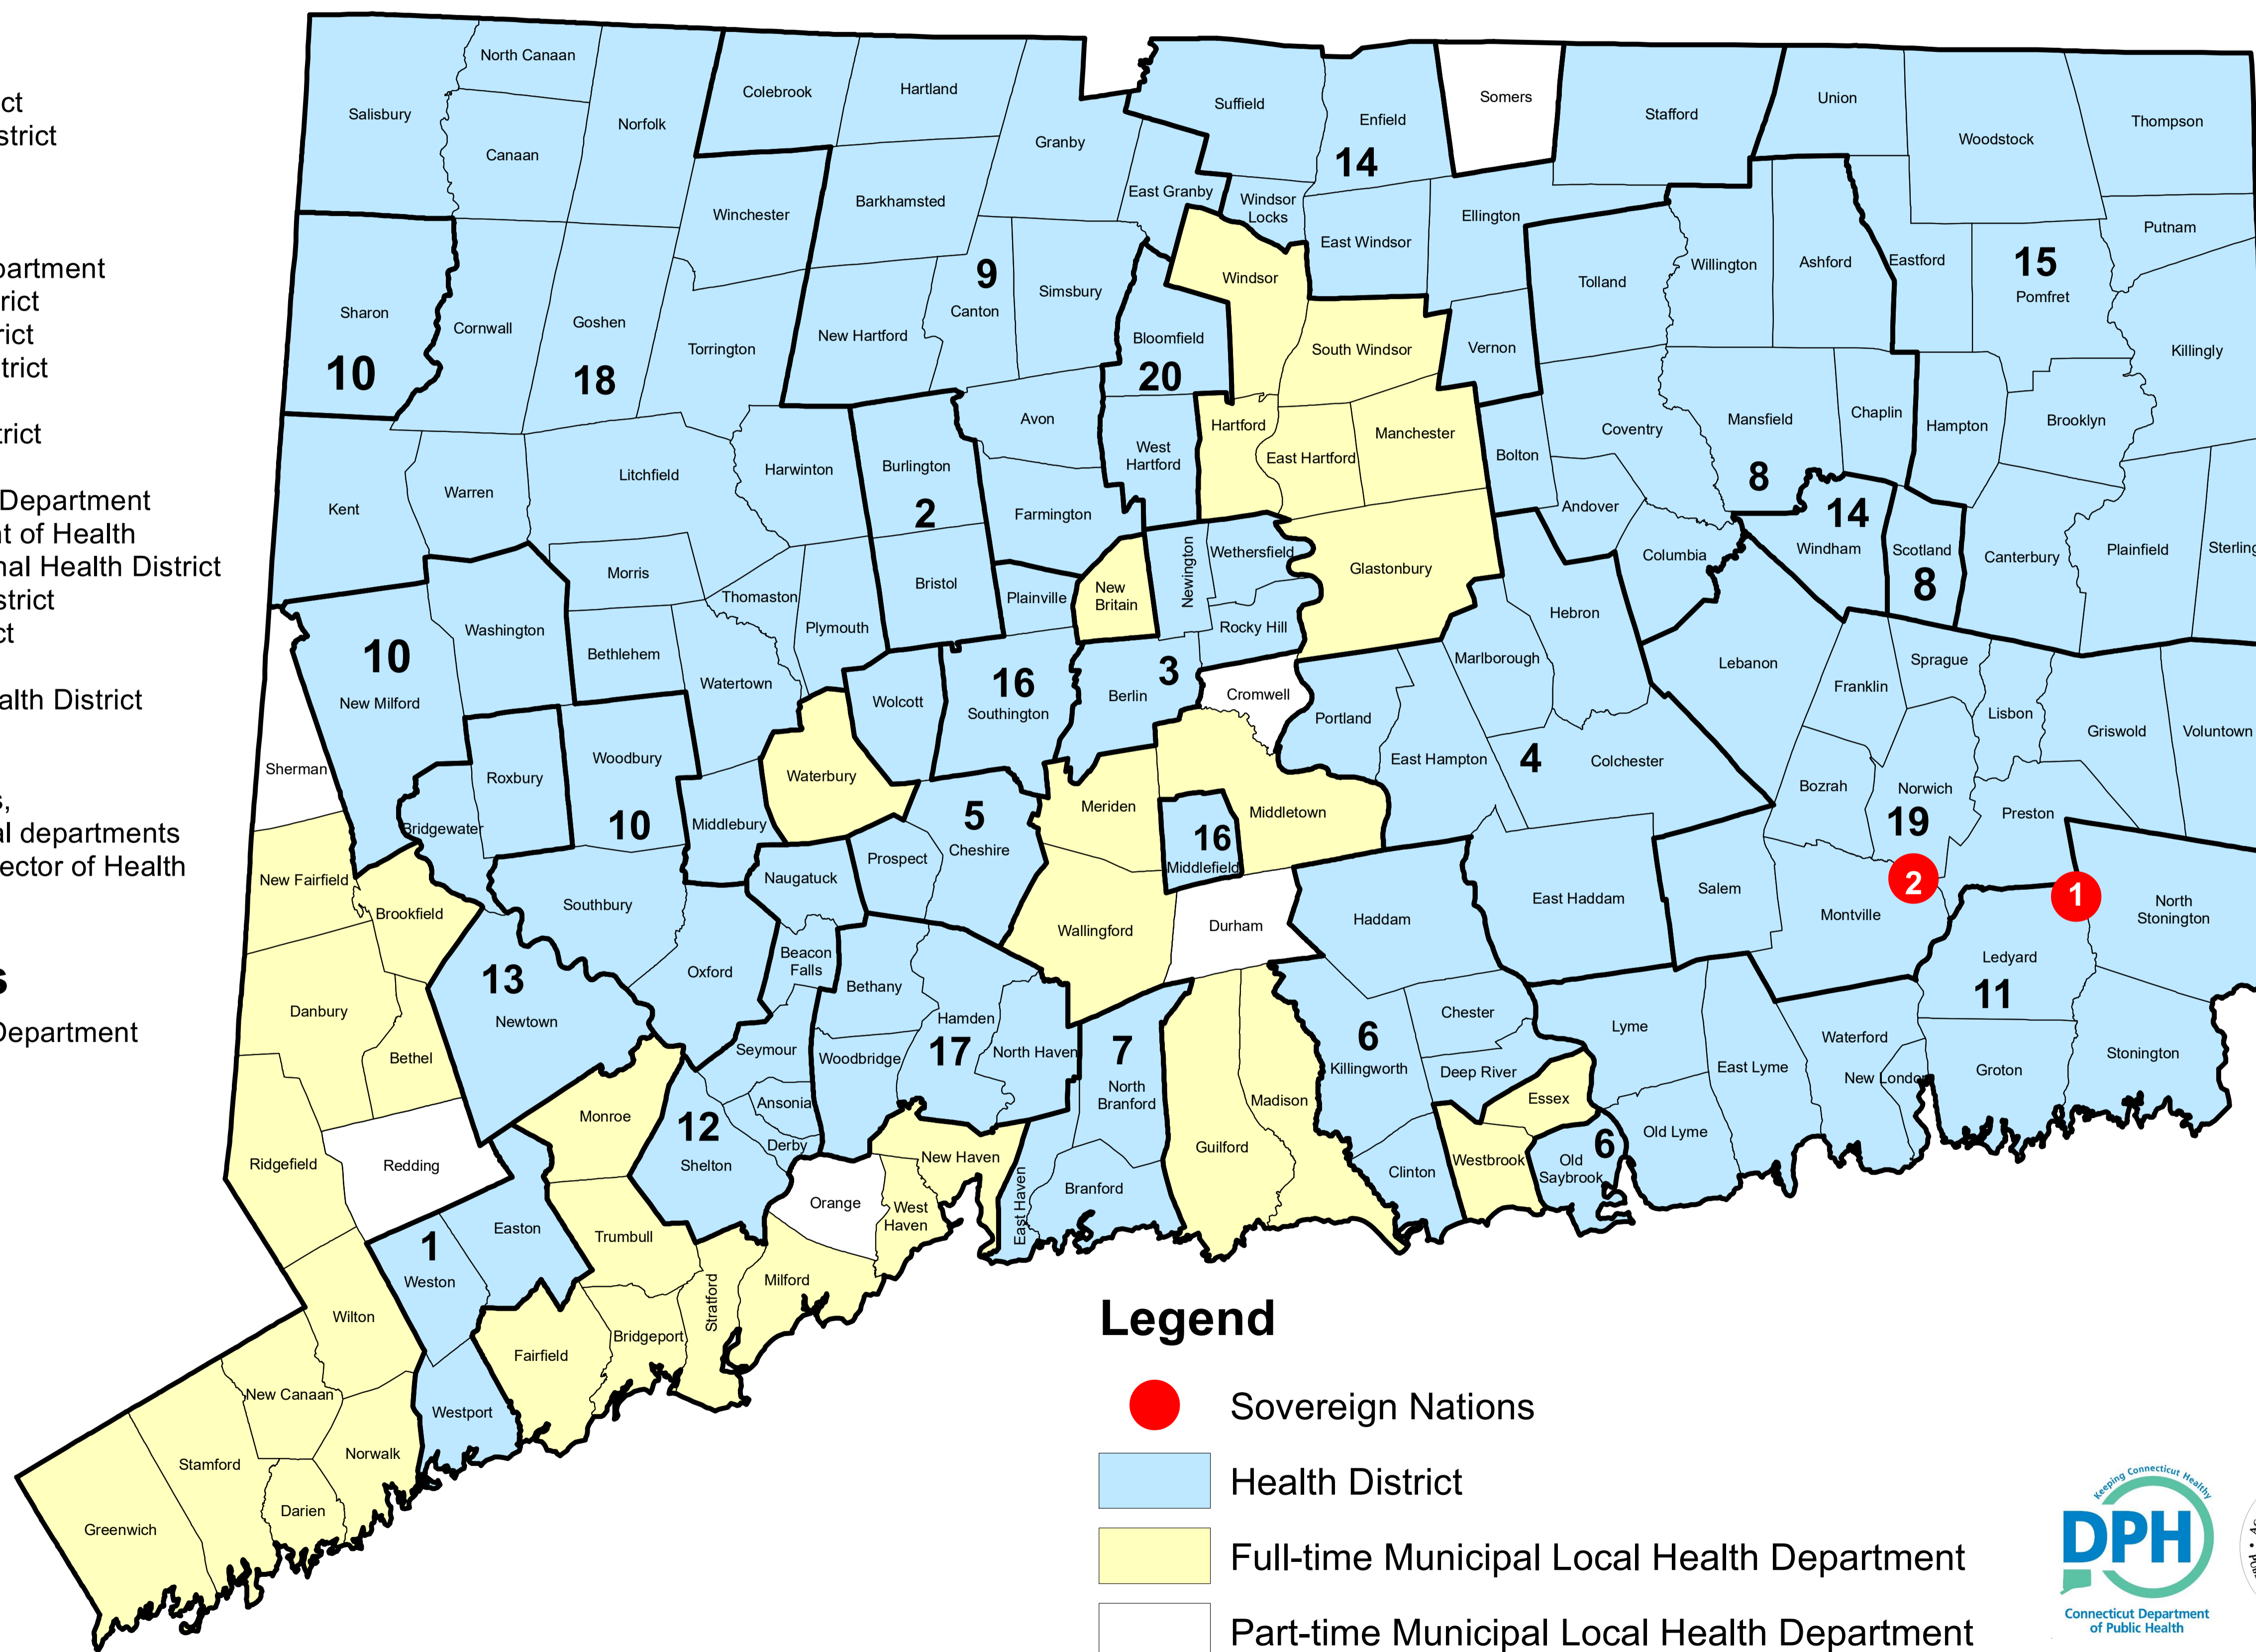 ct
strict
partment
rict
rict
trict
trict
Department
t of Health
nal Health District
strict
ct
alth District
s,
al departments
ector of Health
s
Department
Salisbury
North Canaan
Canaan
Norfolk
Colebrook
Hartland
Granby
Suffield
Enfield
14
Somers
Stafford
Union
Woodstock
Thompson
Winchester
Barkhamsted
East Granby
Windsor
Locks
East Windsor
Ellington
Putnam
Sharon
10
Cornwall
Goshen
18
Torrington
New Hartford
9
Canton
Simsbury
Bloomfield
20
Windsor
South Windsor
Vernon
Tolland
Willington
Ashford
Eastford
15
Pomfret
Killingly
Kent
Warren
Litchfield
Harwinton
Burlington
2
Bristol
Avon
Farmington
West
Hartford
Hartford
East Hartford
Manchester
Bolton
Coventry
Andover
Mansfield
8
Chaplin
Hampton
Brooklyn
14
Windham
Scotland
8
Canterbury
Plainfield
Sterling
Morris
Thomaston
Plymouth
Plainville
New
Britain
Newington
Wethersfield
Rocky Hill
Glastonbury
Columbia
Hebron
Marlborough
Washington
Bethlehem
Watertown
10
New Milford
Sherman
Roxbury
Woodbury
10
Bridgewater
Middlebury
Waterbury
Wolcott
16
Southington
3
Berlin
Cromwell
Portland
East Hampton
4
Colchester
Lebanon
Franklin
Sprague
Lisbon
Griswold
Voluntown
Bozrah
Norwich
19
Preston
New Fairfield
Brookfield
Southbury
Naugatuck
Prospect
5
Cheshire
Meriden
Middletown
16
Middlefield
Wallingford
Durham
Haddam
East Haddam
Salem
Montville
2
1
North
Stonington
Ledyard
11
Danbury
Bethel
13
Newtown
Oxford
Beacon
Falls
Bethany
Hamden
17
North Haven
Woodbridge
Seymour
Ansonia
Derby
12
Shelton
7
North
Branford
Branford
East Haven
Guilford
Madison
6
Killingworth
Chester
Deep River
Essex
Westbrook
Clinton
6
Old
Saybrook
Lyme
Old Lyme
East Lyme
Waterford
New London
Groton
Stonington
Ridgefield
Redding
Monroe
Trumbull
Easton
1
Weston
Orange
New Haven
West
Haven
Milford
Stratford
Bridgeport
Fairfield
Westport
Wilton
New Canaan
Norwalk
Darien
Stamford
Greenwich
Legend
Sovereign Nations
Health District
Full-time Municipal Local Health Department
Part-time Municipal Local Health Department
Keeping Connecticut Healthy
DPH
Connecticut Department
of Public Health